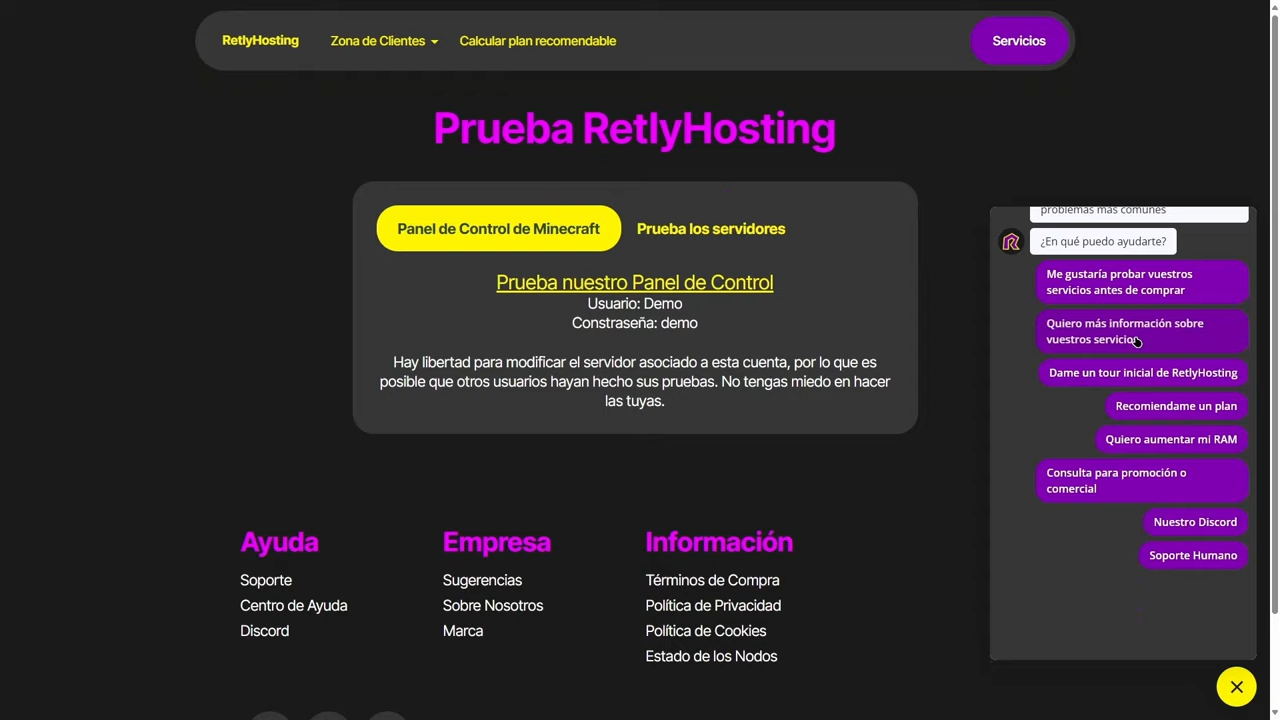 RetlyHosting
Zona de Clientes
Calcular plan recomendable
Servicios
Prueba RetlyHosting
Panel de Control de Minecraft
Prueba los servidores
Prueba nuestro Panel de Control
Usuario: Demo
Constraseña: demo
Hay libertad para modificar el servidor asociado a esta cuenta, por lo que es
posible que otros usuarios hayan hecho sus pruebas. No tengas miedo en hacer
las tuyas.
problemas más comunes
¿En qué puedo ayudarte?
Me gustaría probar vuestros
servicios antes de comprar
Quiero más información sobre
vuestros servicios
Dame un tour inicial de RetlyHosting
Recomiendame un plan
Quiero aumentar mi RAM
Consulta para promoción o
comercial
Nuestro Discord
Soporte Humano
Ayuda
Soporte
Centro de Ayuda
Discord
Empresa
Sugerencias
Sobre Nosotros
Marca
Información
Términos de Compra
Política de Privacidad
Política de Cookies
Estado de los Nodos